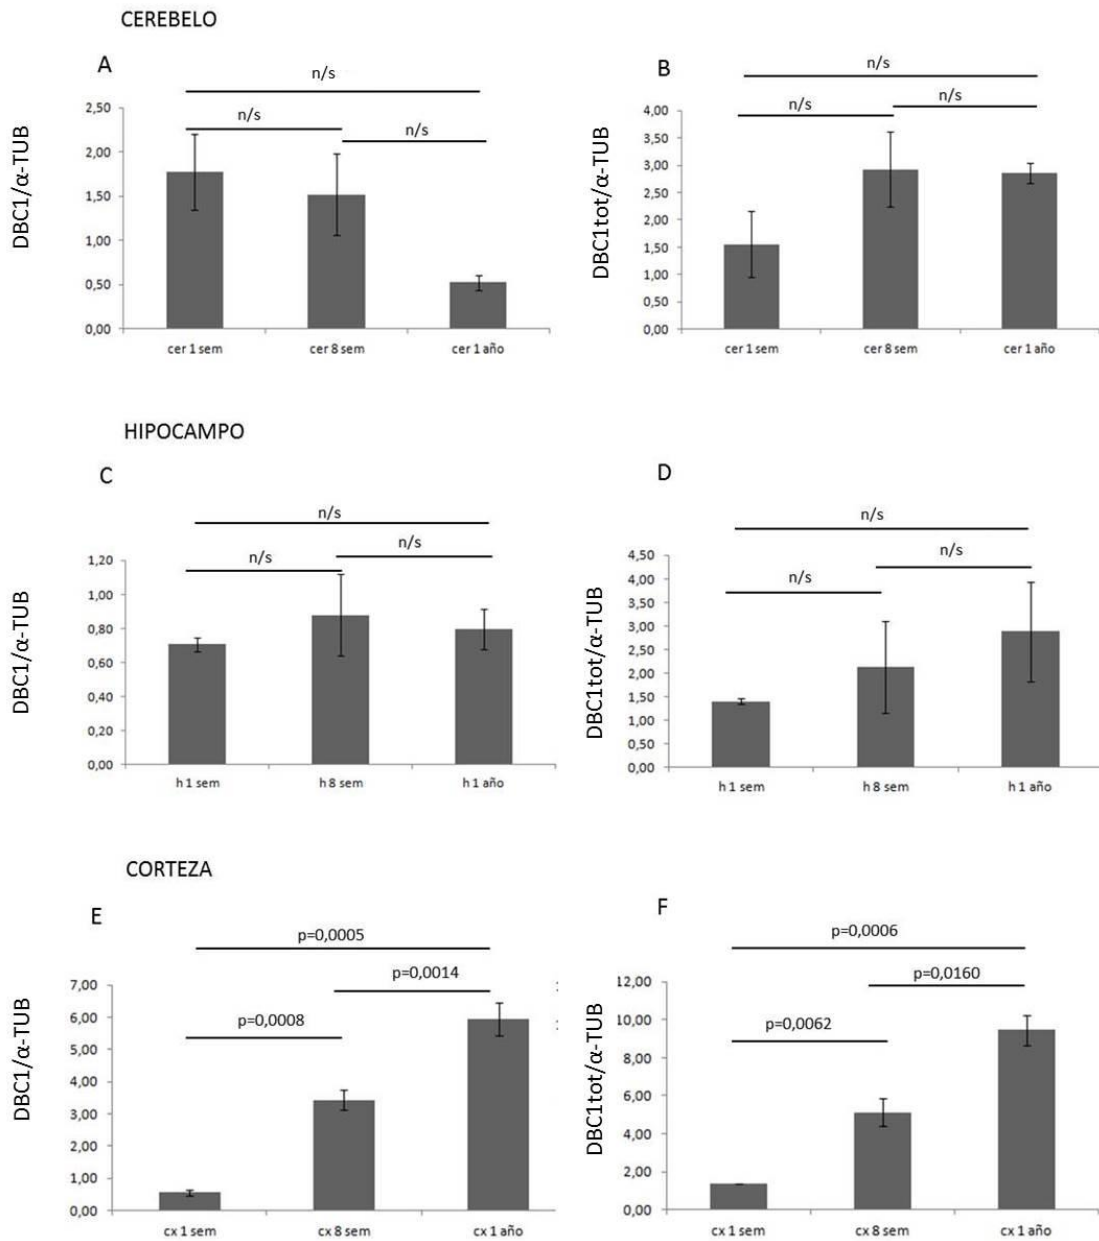 CEREBELO
A
n/s
n/s
n/s
DBC1/α-TUB
2,50
2,00
1,50
1,00
0,50
0,00
cer 1 sem
cer 8 sem
cer 1 año
B
n/s
n/s
n/s
DBC1tot/α-TUB
4,00
3,50
3,00
2,50
2,00
1,50
1,00
0,50
0,00
cer 1 sem
cer 8 sem
cer 1 año
HIPOCAMPO
C
n/s
n/s
n/s
DBC1/α-TUB
1,20
1,00
0,80
0,60
0,40
0,20
0,00
h 1 sem
h 8 sem
h 1 año
D
n/s
n/s
n/s
DBC1tot/α-TUB
4,50
4,00
3,50
3,00
2,50
2,00
1,50
1,00
0,50
0,00
h 1 sem
h 8 sem
h 1 año
CORTEZA
E
p=0,0005
p=0,0014
p=0,0008
DBC1/α-TUB
7,00
6,00
5,00
4,00
3,00
2,00
1,00
0,00
cx 1 sem
cx 8 sem
cx 1 año
F
p=0,0006
p=0,0160
p=0,0062
DBC1tot/α-TUB
12,00
10,00
8,00
6,00
4,00
2,00
0,00
cx 1 sem
cx 8 sem
cx 1 año